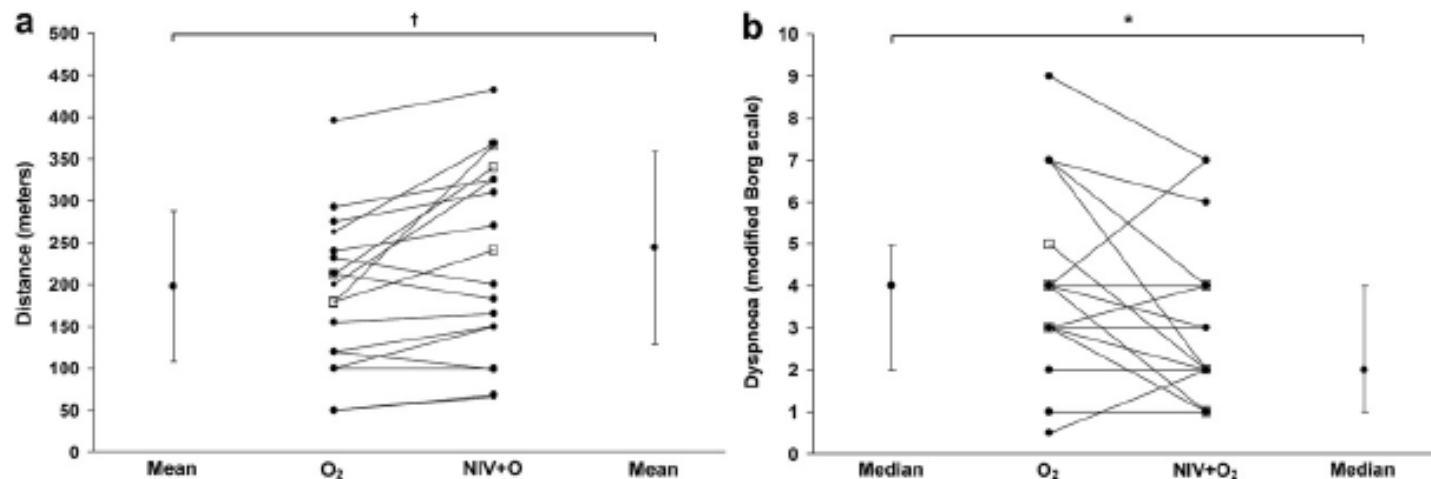 a
†
500
450
400
350
300
250
200
150
100
50
0
Distance (meters)
Mean
O₂
NIV+O
Mean
b
*
10
9
8
7
6
5
4
3
2
1
0
Dyspnoea (modified Borg scale)
Median
O₂
NIV+O₂
Median